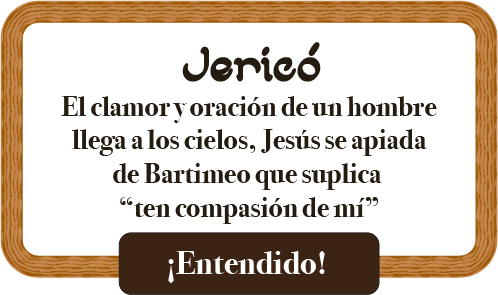 Jericó
El clamor y oración de un hombre
llega a los cielos, Jesús se apiada
de Bartimeo que suplica
“ten compasión de mí”
¡Entendido!